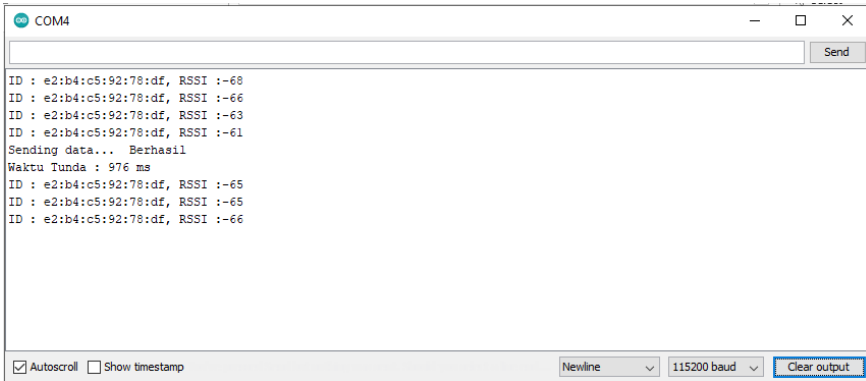 COM4
Send
ID : e2:b4:c5:92:78:df, RSSI :-68
ID : e2:b4:c5:92:78:df, RSSI :-66
ID : e2:b4:c5:92:78:df, RSSI :-63
ID : e2:b4:c5:92:78:df, RSSI :-61
Sending data...  Berhasil
Waktu Tunda : 976 ms
ID : e2:b4:c5:92:78:df, RSSI :-65
ID : e2:b4:c5:92:78:df, RSSI :-65
ID : e2:b4:c5:92:78:df, RSSI :-66
Autoscroll Show timestamp Newline 115200 baud Clear output